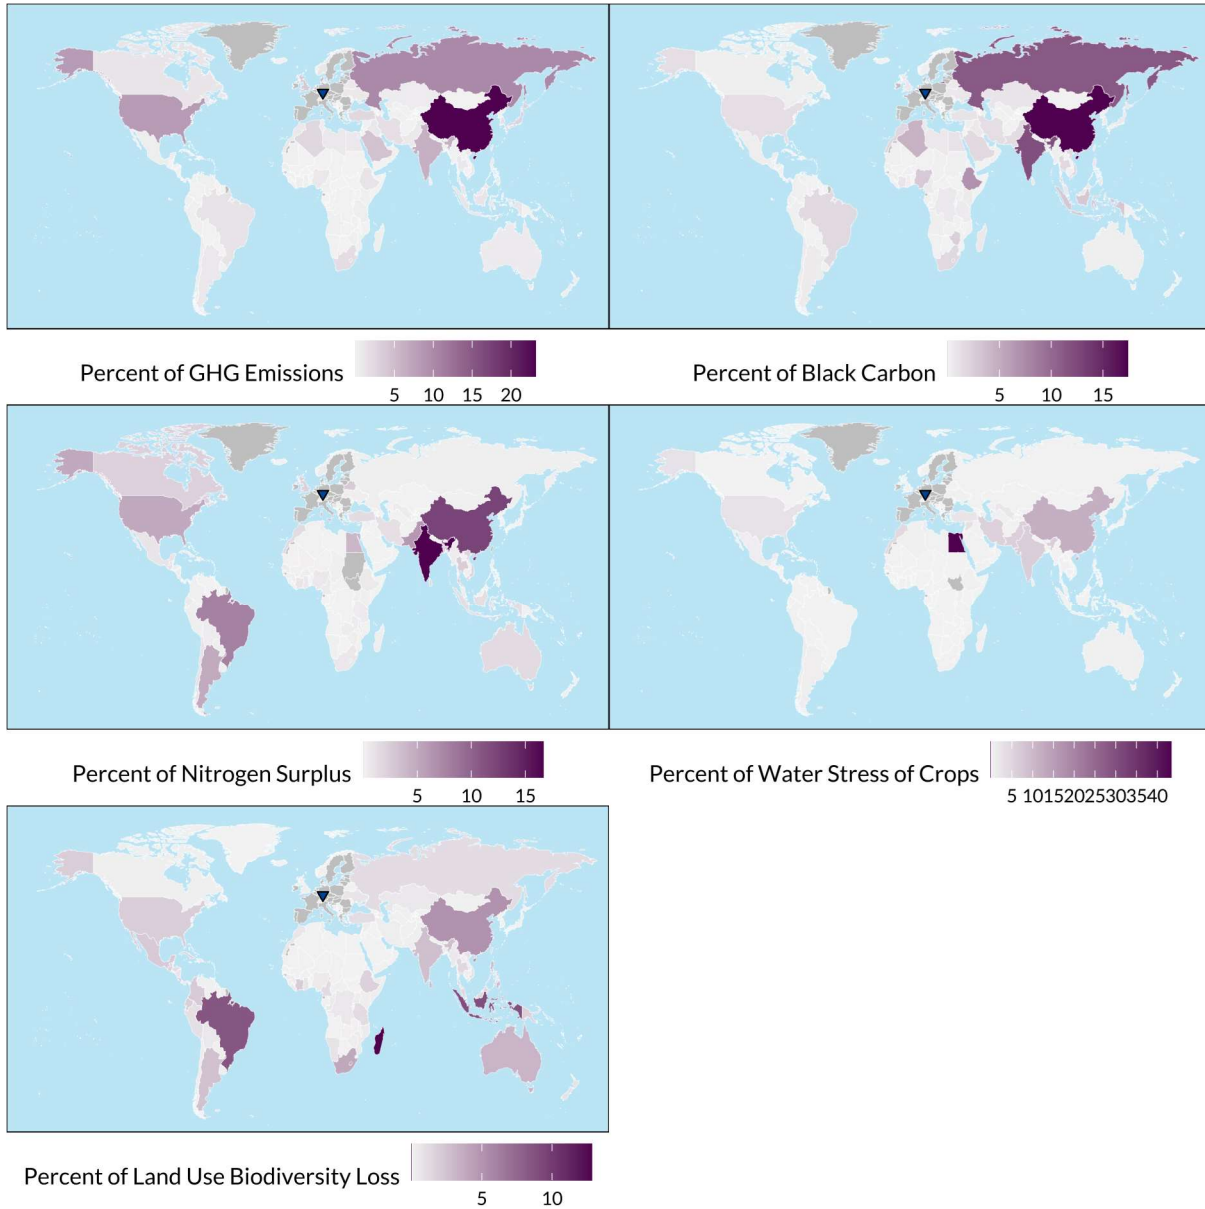 Percent of GHG Emissions
5 10 15 20
Percent of Black Carbon
5 10 15
Percent of Nitrogen Surplus
5 10 15
Percent of Water Stress of Crops
5 10152025303540
Percent of Land Use Biodiversity Loss
5 10